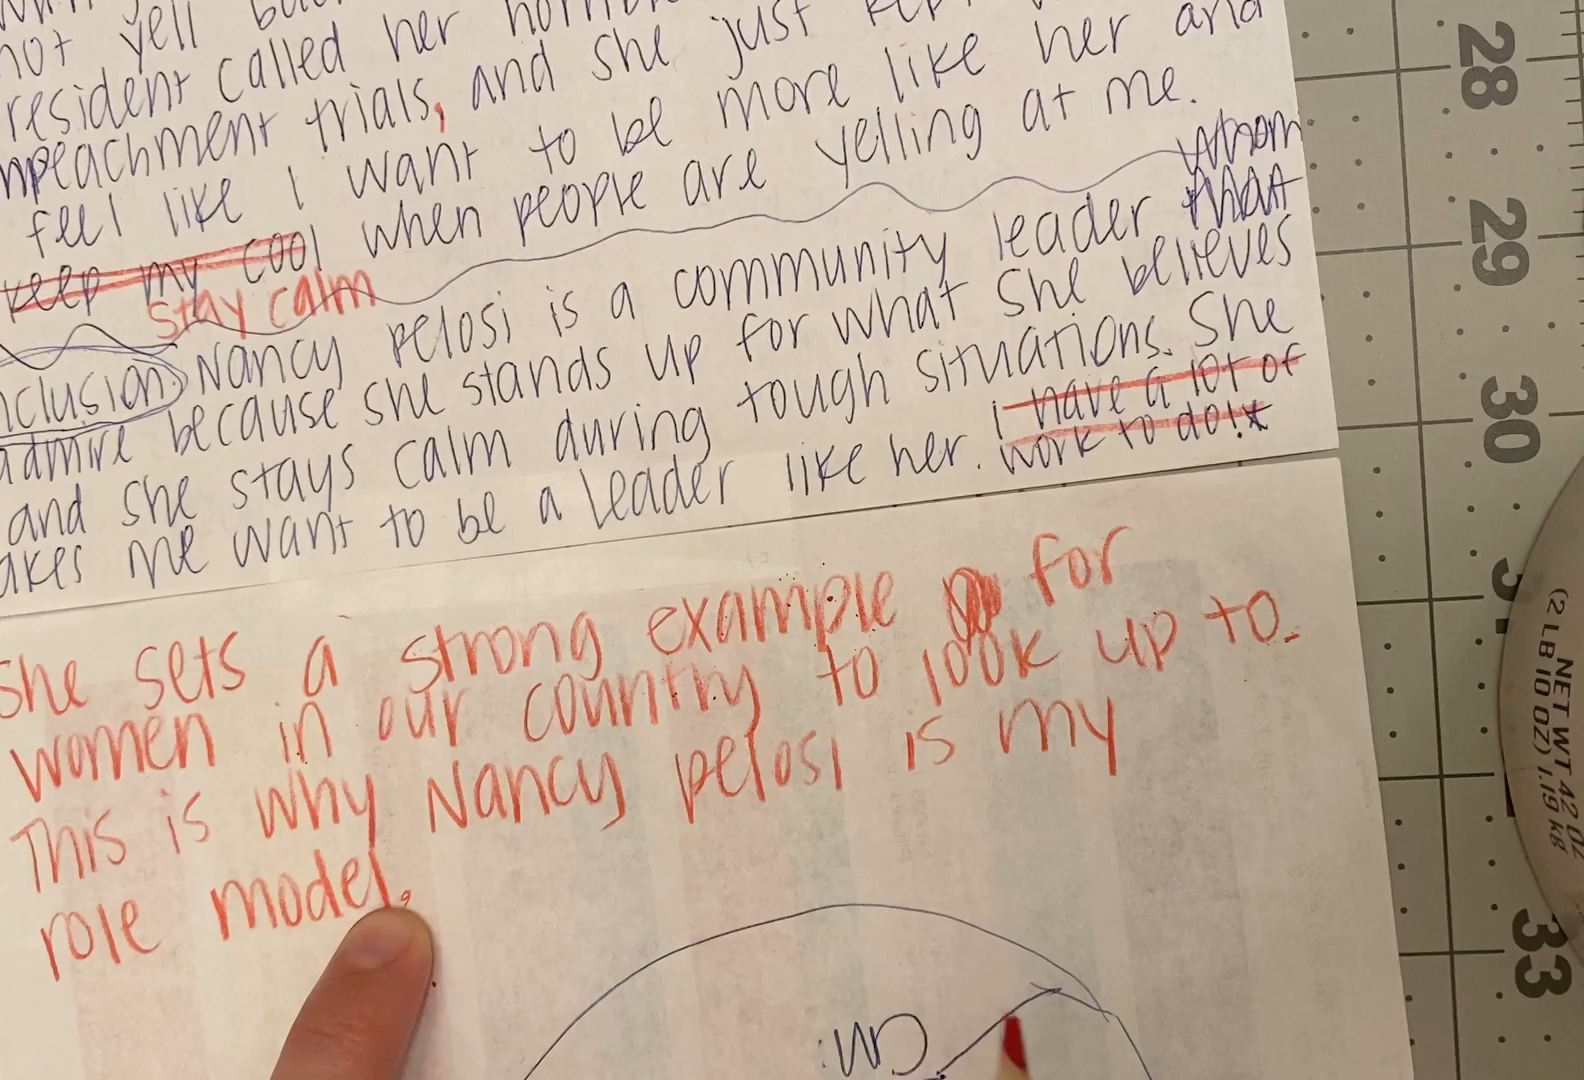 not yell
resident called her
mpeachment trials, and she just kept
feel like I want to be more like her and
keep my cool when people are yelling at me.
stay calm
whom
nclusion: Nancy pelosi is a community leader that
admire because she stands up for what she believes
and she stays calm during tough situations. She
akes me want to be a leader like her. i have a lot of
work to do!*
She sets a strong example for
women in our country to look up to.
This is why Nancy pelosi is my
role model.
CM:
28
29
30
33
NET WT 42 OZ
(2 LB 10 OZ) 1.19 kg